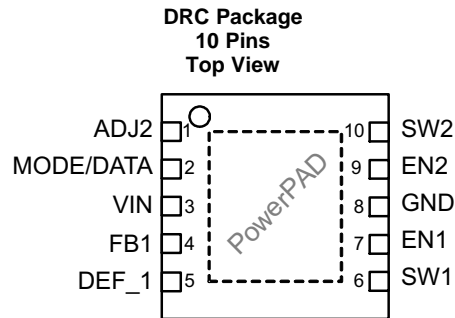 DRC Package
10 Pins
Top View
ADJ2 1 10 SW2
MODE/DATA 2 9 EN2
VIN 3 8 GND
FB1 4 7 EN1
DEF_1 5 6 SW1
PowerPAD